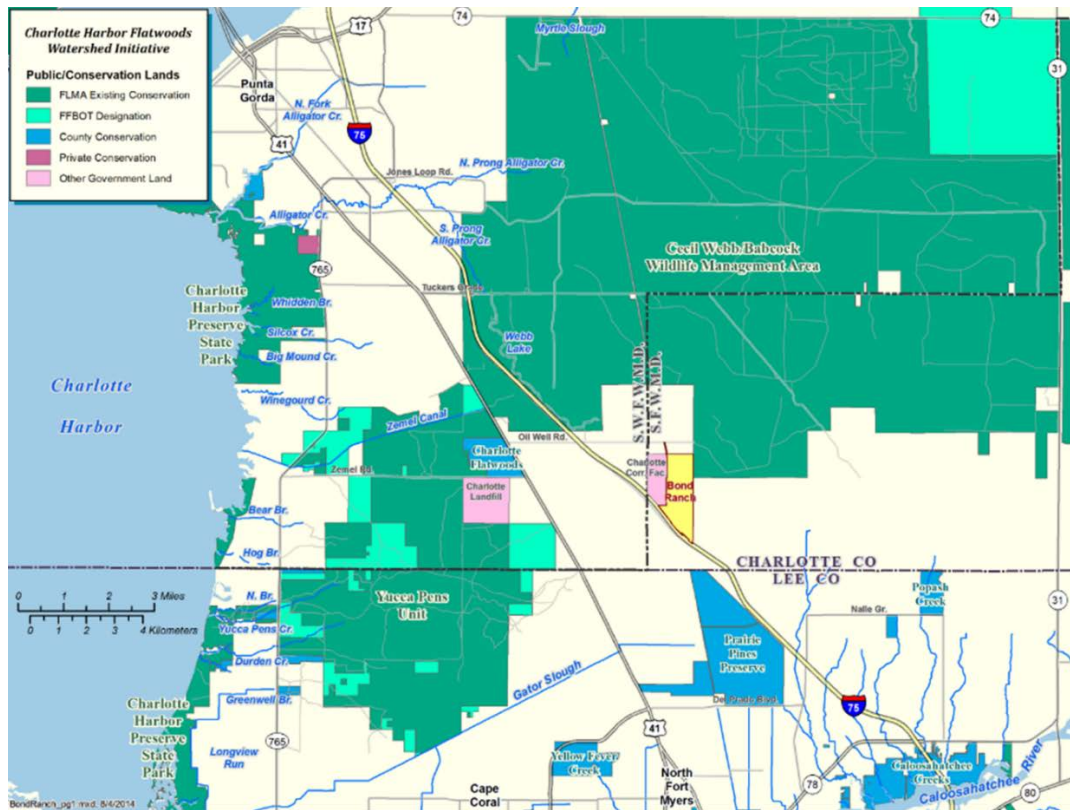 Charlotte Harbor Flatwoods
Watershed Initiative
Public/Conservation Lands
FLMA Existing Conservation
FFBOT Designation
County Conservation
Private Conservation
Other Government Land
74
17
74
31
Myrtle Slough
Punta
Gorda
N. Fork
Alligator Cr.
75
41
N. Prong Alligator Cr.
Jones Loop Rd.
Alligator Cr.
S. Prong
Alligator Cr.
765
Cecil Webb/Babcock
Wildlife Management Area
Tuckers Grade
Charlotte
Harbor
Preserve
State
Park
Whidden Br.
Silcox Cr.
Big Mound Cr.
Webb
Lake
S.W.F.W.M.D.
S.F.W.M.D.
Charlotte
Harbor
Winegourd Cr.
Zemel Canal
Oil Well Rd.
Charlotte
Flatwoods
Zemel Rd.
Charlotte
Corr. Fac.
Charlotte
Landfill
Bond
Ranch
Bear Br.
Hog Br.
CHARLOTTE CO
LEE CO
0 1 2 3 Miles
0 1 2 3 4 Kilometers
N. Br.
Yucca Pens Cr.
Durden Cr.
Greenwell Br.
Yucca Pens
Unit
Popash
Creek
31
Nalle Gr.
Prairie
Pines
Preserve
Gator Slough
Del Prado Blvd.
75
Charlotte
Harbor
Preserve
State
Park
Longview
Run
765
41
Yellow Fever
Creek
78
Caloosahatchee
Creeks
Caloosahatchee River
80
Cape
Coral
North
Fort
Myers
BondRanch_pg1 mxd, 8/4/2014